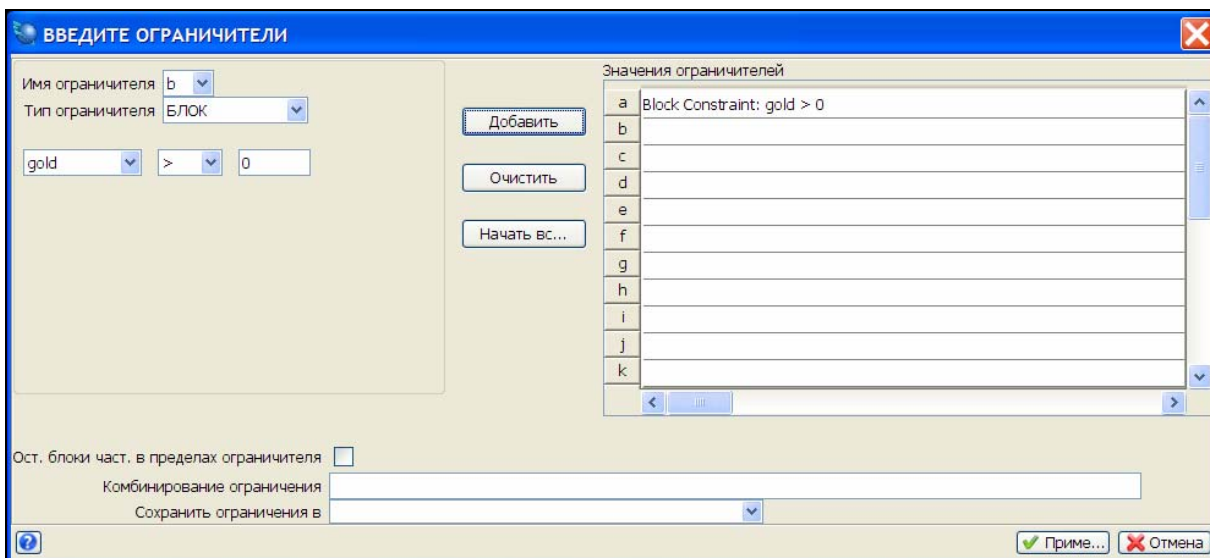 ВВЕДИТЕ ОГРАНИЧИТЕЛИ
Имя ограничителя b
Тип ограничителя БЛОК
gold > 0
Добавить
Очистить
Начать вс...
Значения ограничителей
a Block Constraint: gold > 0
b
c
d
e
f
g
h
i
j
k
Ост. блоки част. в пределах ограничителя
Комбинирование ограничения
Сохранить ограничения в
? Приме... Отмена